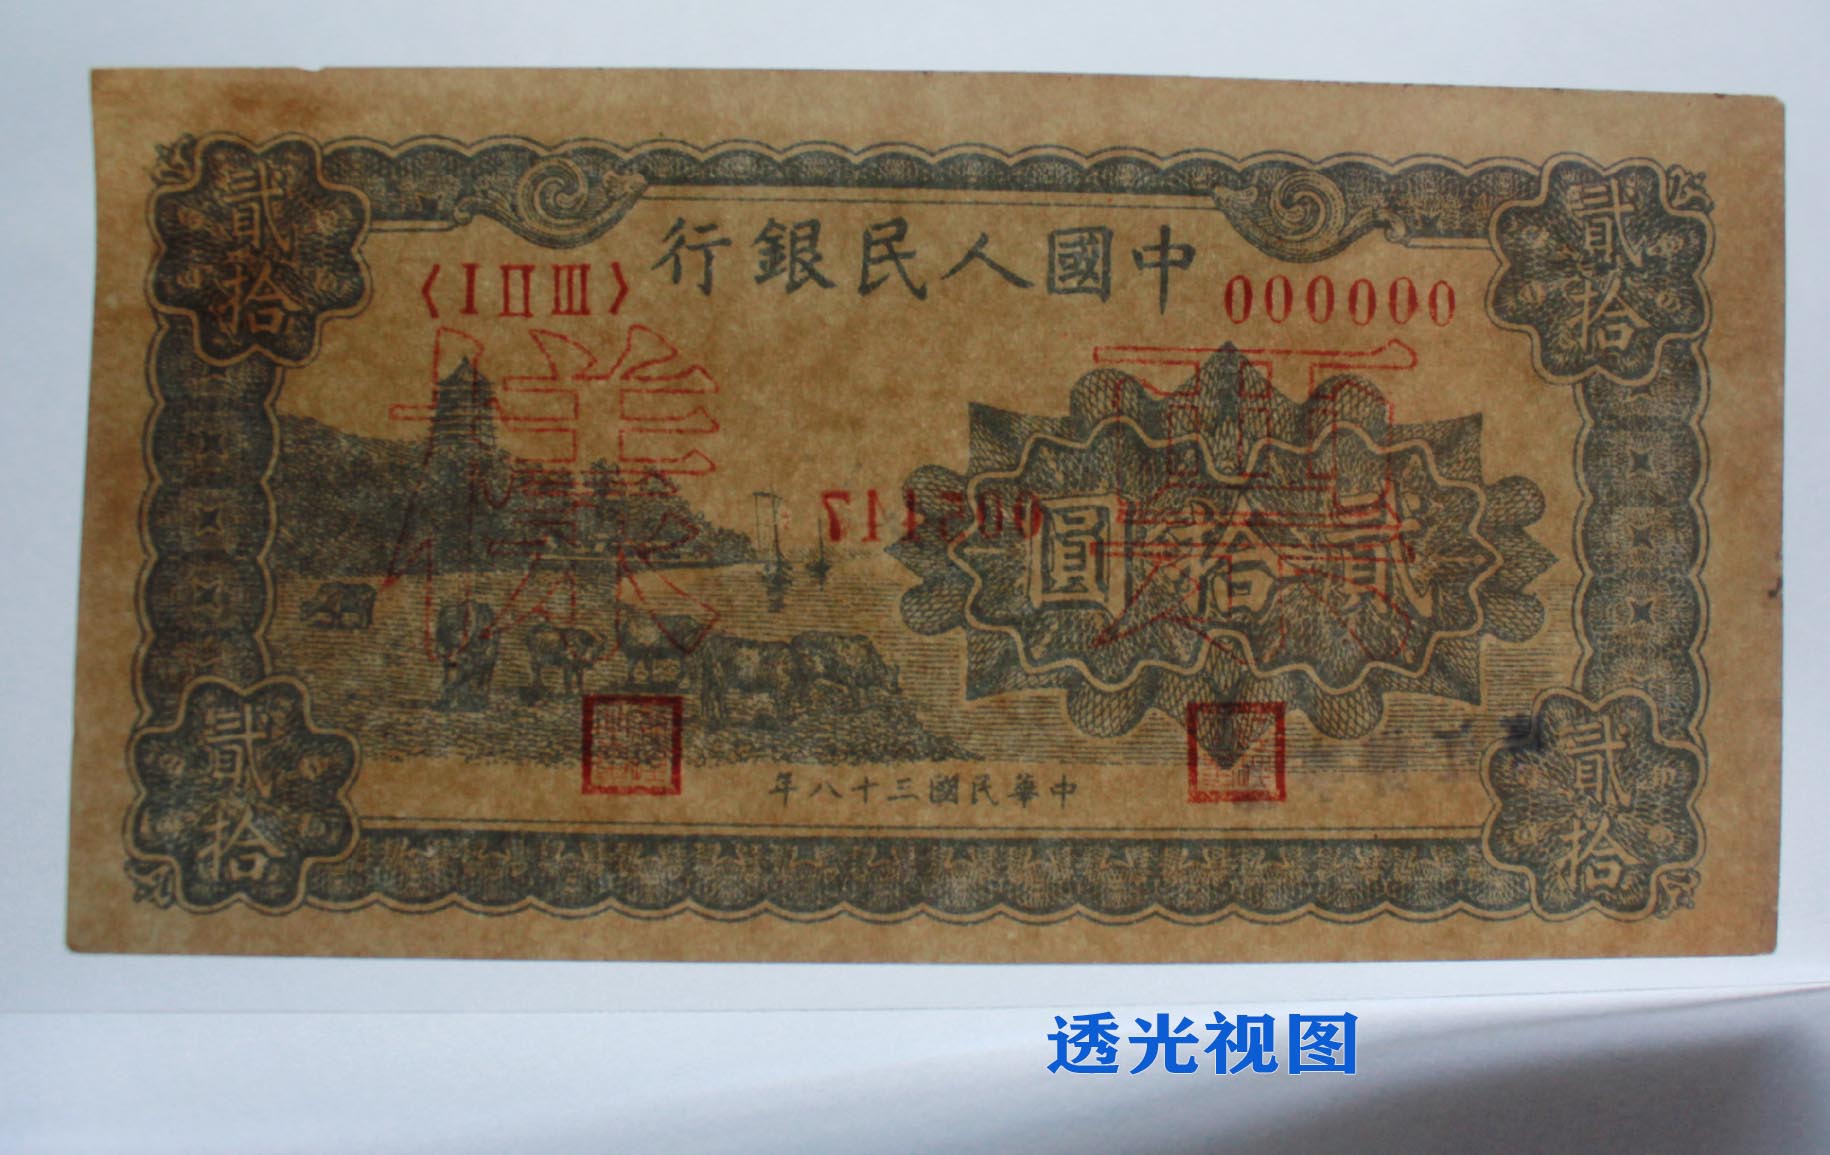 中國人民銀行
〈ⅠⅡⅢ〉
000000
貳拾
貳拾
樣
票
005447
貳拾圓
中華民國三十八年
貳拾
貳拾
透光视图